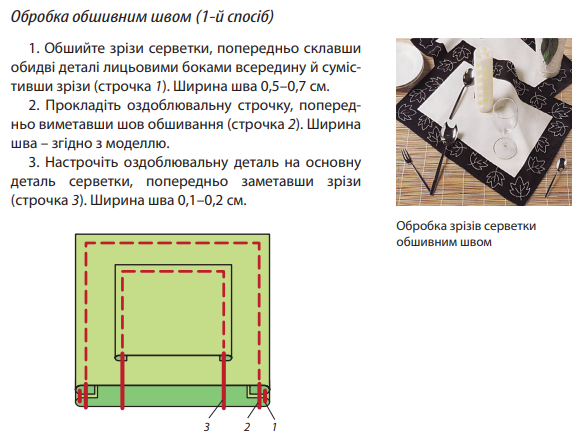 Обробка обшивним швом (1-й спосіб)
1. Обшийте зрізи серветки, попередньо склавши
обидві деталі лицьовими боками всередину й суміс-
тивши зрізи (строчка 1). Ширина шва 0,5–0,7 см.
2. Прокладіть оздоблювальну строчку, поперед-
ньо виметавши шов обшивання (строчка 2). Ширина
шва – згідно з моделлю.
3. Настрочіть оздоблювальну деталь на основну
деталь серветки, попередньо заметавши зрізи
(строчка 3). Ширина шва 0,1–0,2 см.
Обробка зрізів серветки
обшивним швом
3 2 1